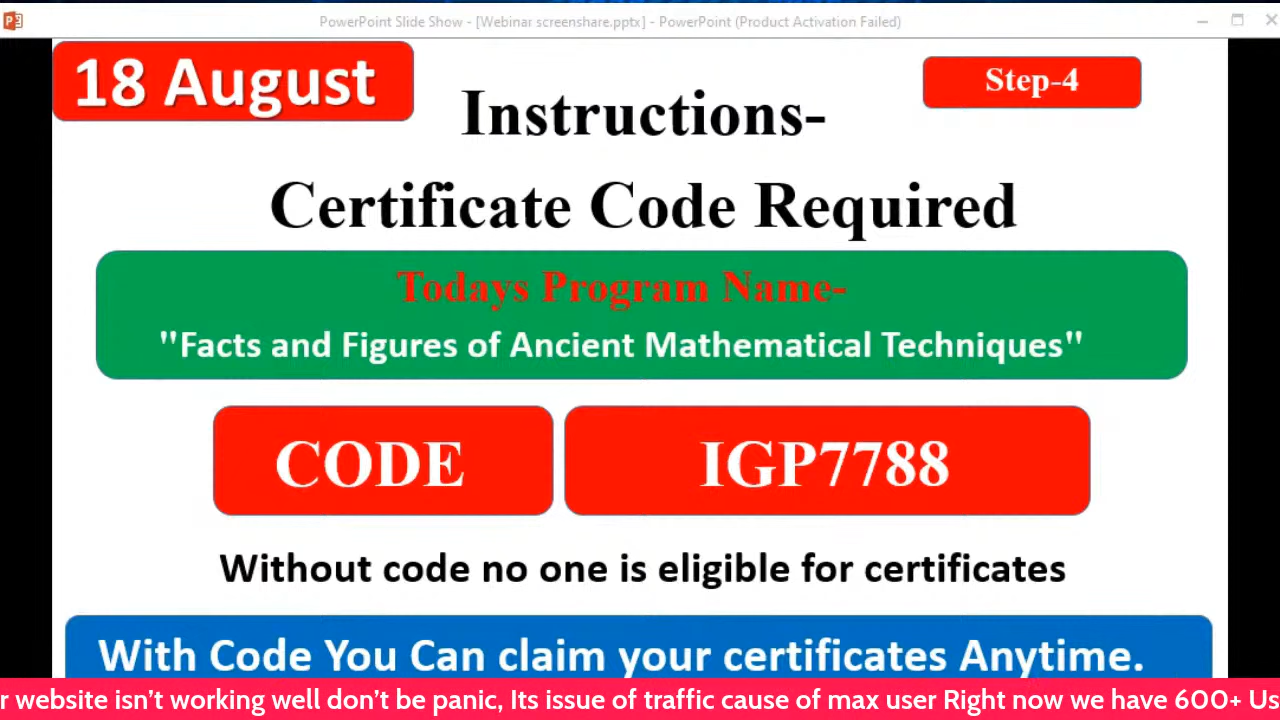 PowerPoint Slide Show - [Webinar screenshare.pptx] - PowerPoint (Product Activation Failed)
18 August
Step-4
Instructions-
Certificate Code Required
Todays Program Name-
"Facts and Figures of Ancient Mathematical Techniques"
CODE
IGP7788
Without code no one is eligible for certificates
With Code You Can claim your certificates Anytime.
r website isn't working well don't be panic, Its issue of traffic cause of max user Right now we have 600+ Us